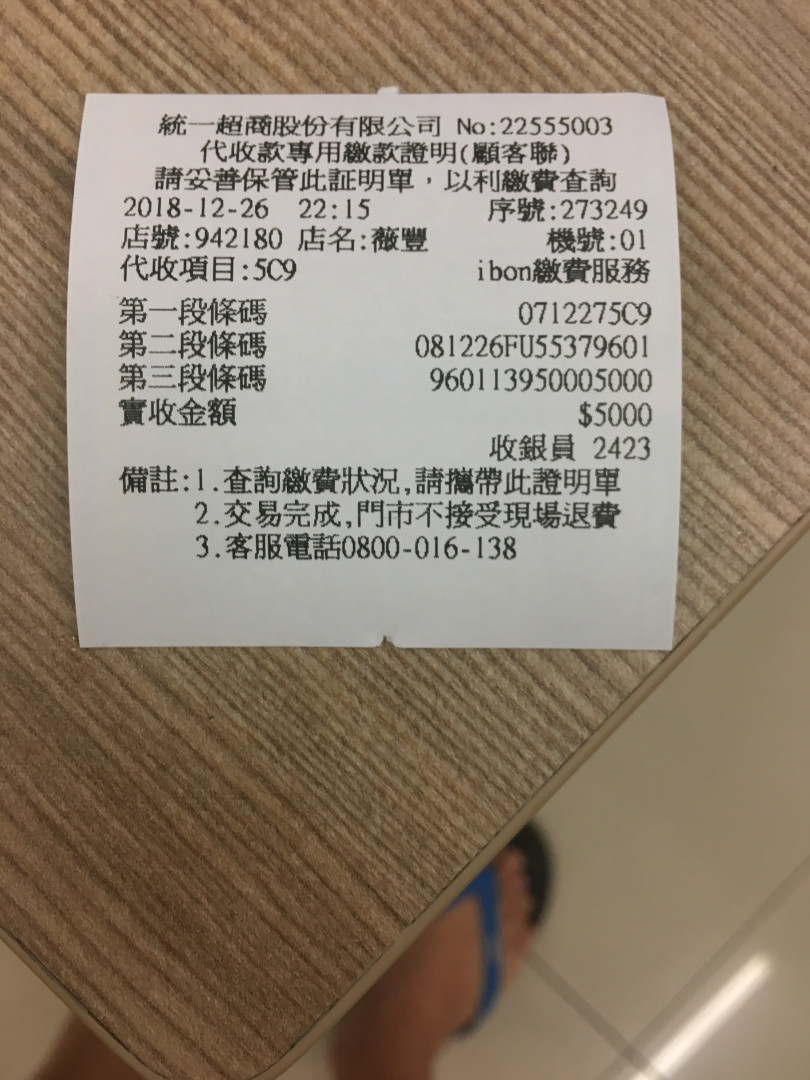 統一超商股份有限公司 No:22555003
代收款專用繳款證明(顧客聯)
請妥善保管此証明單，以利繳費查詢
2018-12-26 22:15 序號:273249
店號:942180 店名:薇豐 機號:01
代收項目:5C9 ibon繳費服務
第一段條碼 0712275C9
第二段條碼 081226FU55379601
第三段條碼 960113950005000
實收金額 $5000
收銀員 2423
備註:1.查詢繳費狀況,請攜帶此證明單
2.交易完成,門市不接受現場退費
3.客服電話0800-016-138